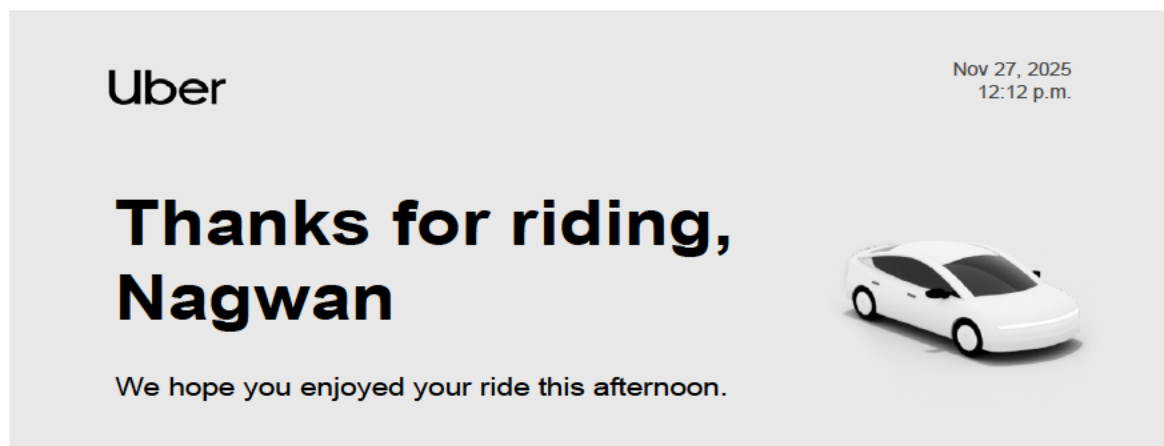 Uber
Nov 27, 2025
12:12 p.m.
Thanks for riding,
Nagwan
We hope you enjoyed your ride this afternoon.